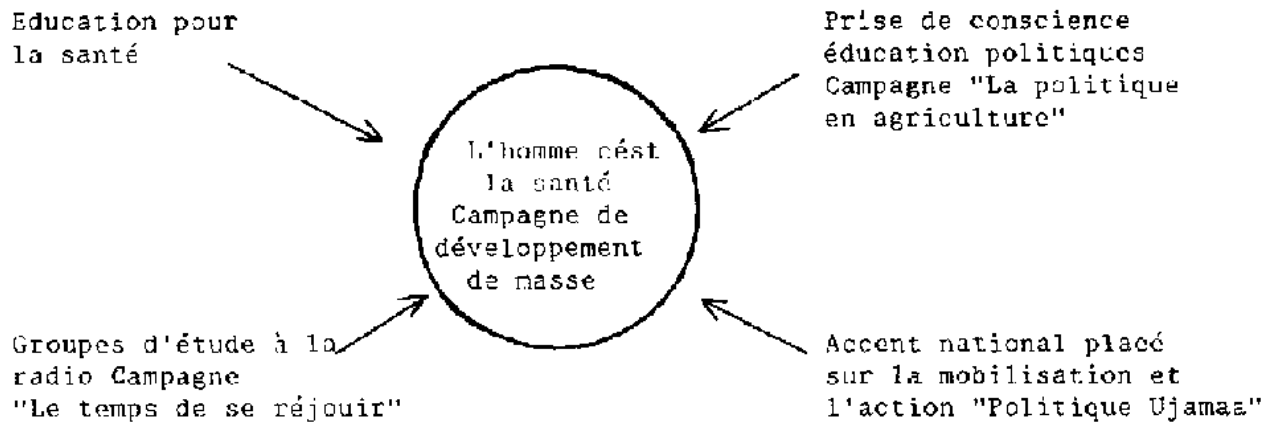 Education pour
la santé
Prise de conscience
éducation politiques
Campagne "La politique
en agriculture"
L'homme cést
la santé
Campagne de
développement
de masse
Groupes d'étude à la
radio Campagne
"Le temps de se réjouir"
Accent national placé
sur la mobilisation et
l'action "Politique Ujamaa"